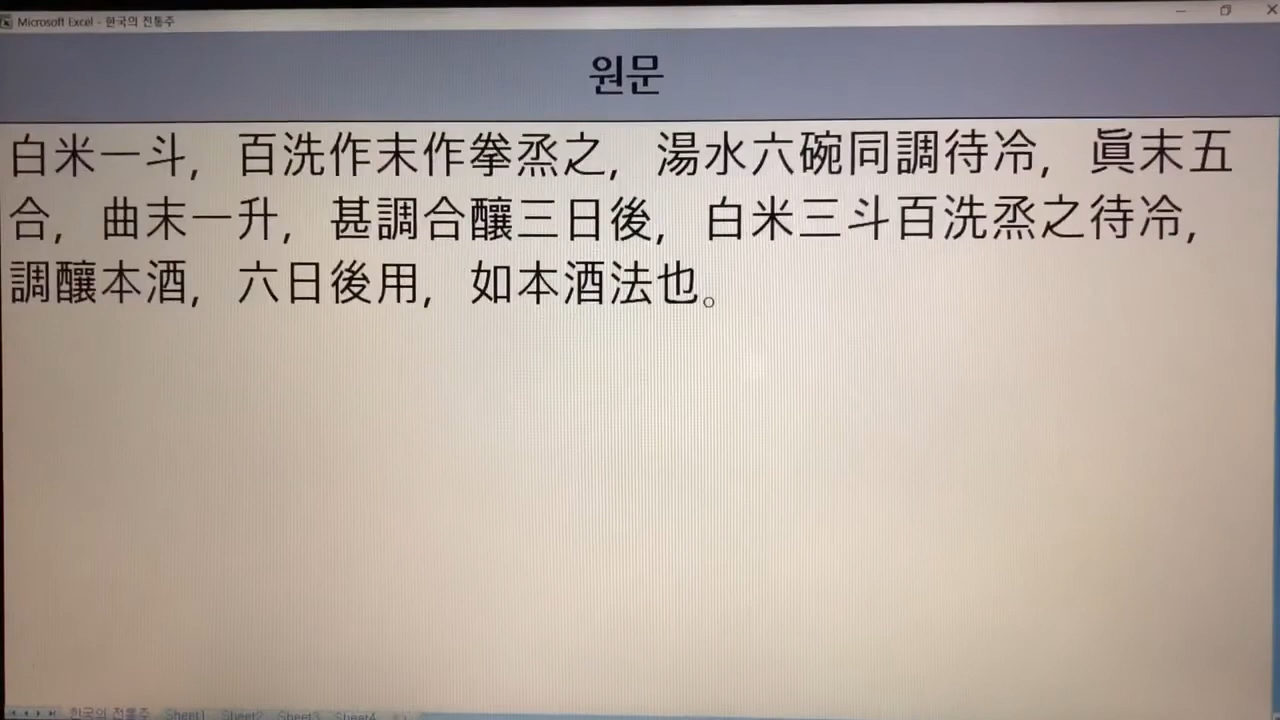 Microsoft Excel - 한국의 전통주
원문
白米一斗, 百洗作末作拳烝之, 湯水六碗同調待冷, 眞末五
合, 曲末一升, 甚調合釀三日後, 白米三斗百洗烝之待冷,
調釀本酒, 六日後用, 如本酒法也。
한국의 전통주 Sheet1 Sheet2 Sheet3 Sheet4